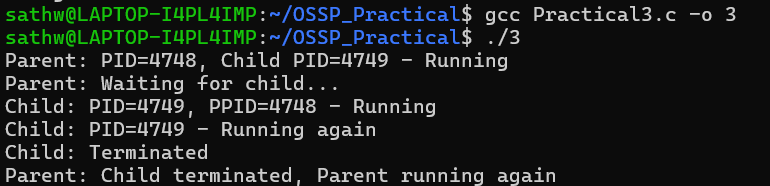 sathw@LAPTOP-I4PL4IMP:~/OSSP_Practical$ gcc Practical3.c -o 3
sathw@LAPTOP-I4PL4IMP:~/OSSP_Practical$ ./3
Parent: PID=4748, Child PID=4749 - Running
Parent: Waiting for child...
Child: PID=4749, PPID=4748 - Running
Child: PID=4749 - Running again
Child: Terminated
Parent: Child terminated, Parent running again